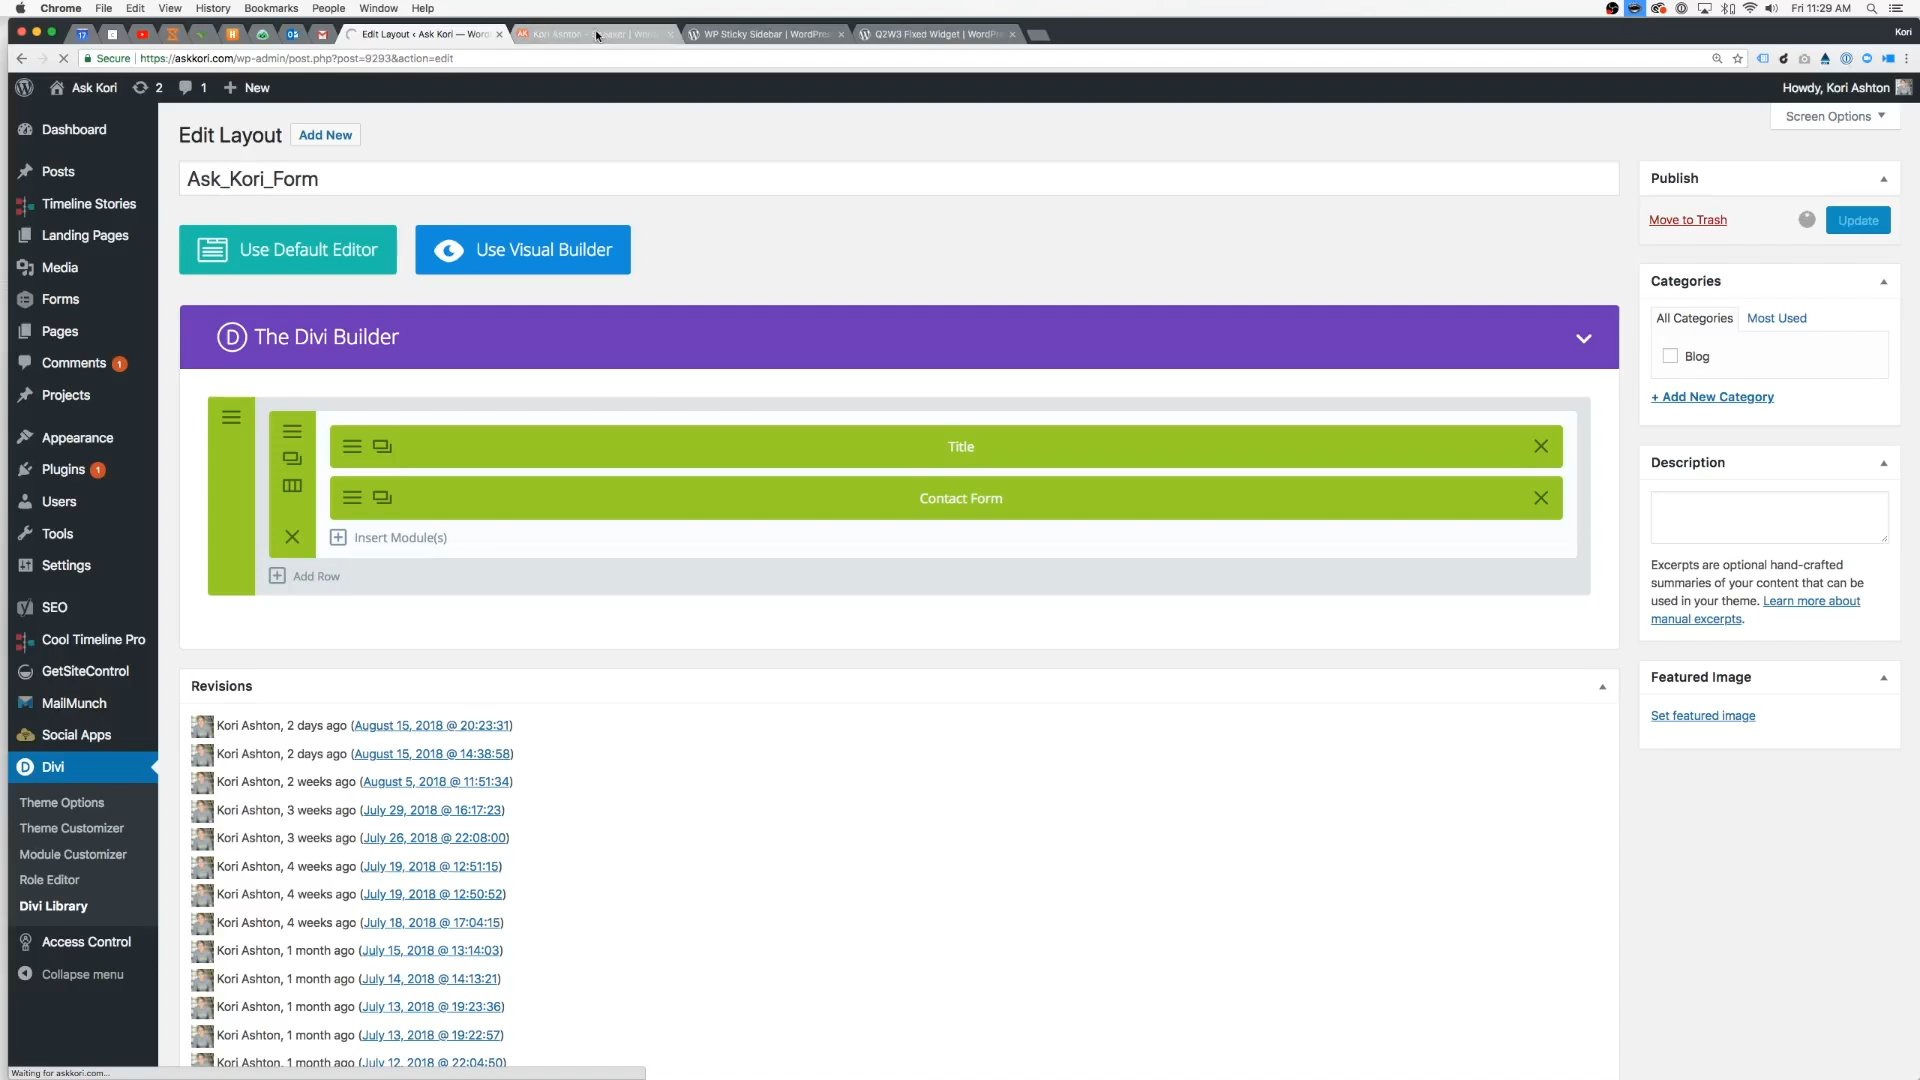 Chrome File Edit View History Bookmarks People Window Help
Fri 11:29 AM
17
Edit Layout ‹ Ask Kori — Wor
Kori Ashton - Speaker | Word
WP Sticky Sidebar | WordPre
Q2W3 Fixed Widget | WordPr
Kori
Secure https://askkori.com/wp-admin/post.php?post=9293&action=edit
Ask Kori 2 1 New
Howdy, Kori Ashton
Screen Options
Dashboard
Posts
Timeline Stories
Landing Pages
Media
Forms
Pages
Comments 1
Projects
Appearance
Plugins 1
Users
Tools
Settings
SEO
Cool Timeline Pro
GetSiteControl
MailMunch
Social Apps
Divi
Theme Options
Theme Customizer
Module Customizer
Role Editor
Divi Library
Access Control
Collapse menu
Edit Layout Add New
Ask_Kori_Form
Use Default Editor
Use Visual Builder
D The Divi Builder
Title
Contact Form
Insert Module(s)
Add Row
Revisions
Kori Ashton, 2 days ago (August 15, 2018 @ 20:23:31)
Kori Ashton, 2 days ago (August 15, 2018 @ 14:38:58)
Kori Ashton, 2 weeks ago (August 5, 2018 @ 11:51:34)
Kori Ashton, 3 weeks ago (July 29, 2018 @ 16:17:23)
Kori Ashton, 3 weeks ago (July 26, 2018 @ 22:08:00)
Kori Ashton, 4 weeks ago (July 19, 2018 @ 12:51:15)
Kori Ashton, 4 weeks ago (July 19, 2018 @ 12:50:52)
Kori Ashton, 4 weeks ago (July 18, 2018 @ 17:04:15)
Kori Ashton, 1 month ago (July 15, 2018 @ 13:14:03)
Kori Ashton, 1 month ago (July 14, 2018 @ 14:13:21)
Kori Ashton, 1 month ago (July 13, 2018 @ 19:23:36)
Kori Ashton, 1 month ago (July 13, 2018 @ 19:22:57)
Kori Ashton, 1 month ago (July 12, 2018 @ 22:04:50)
Publish
Move to Trash
Update
Categories
All Categories
Most Used
Blog
+ Add New Category
Description
Excerpts are optional hand-crafted
summaries of your content that can be
used in your theme. Learn more about
manual excerpts.
Featured Image
Set featured image
Waiting for askkori.com...